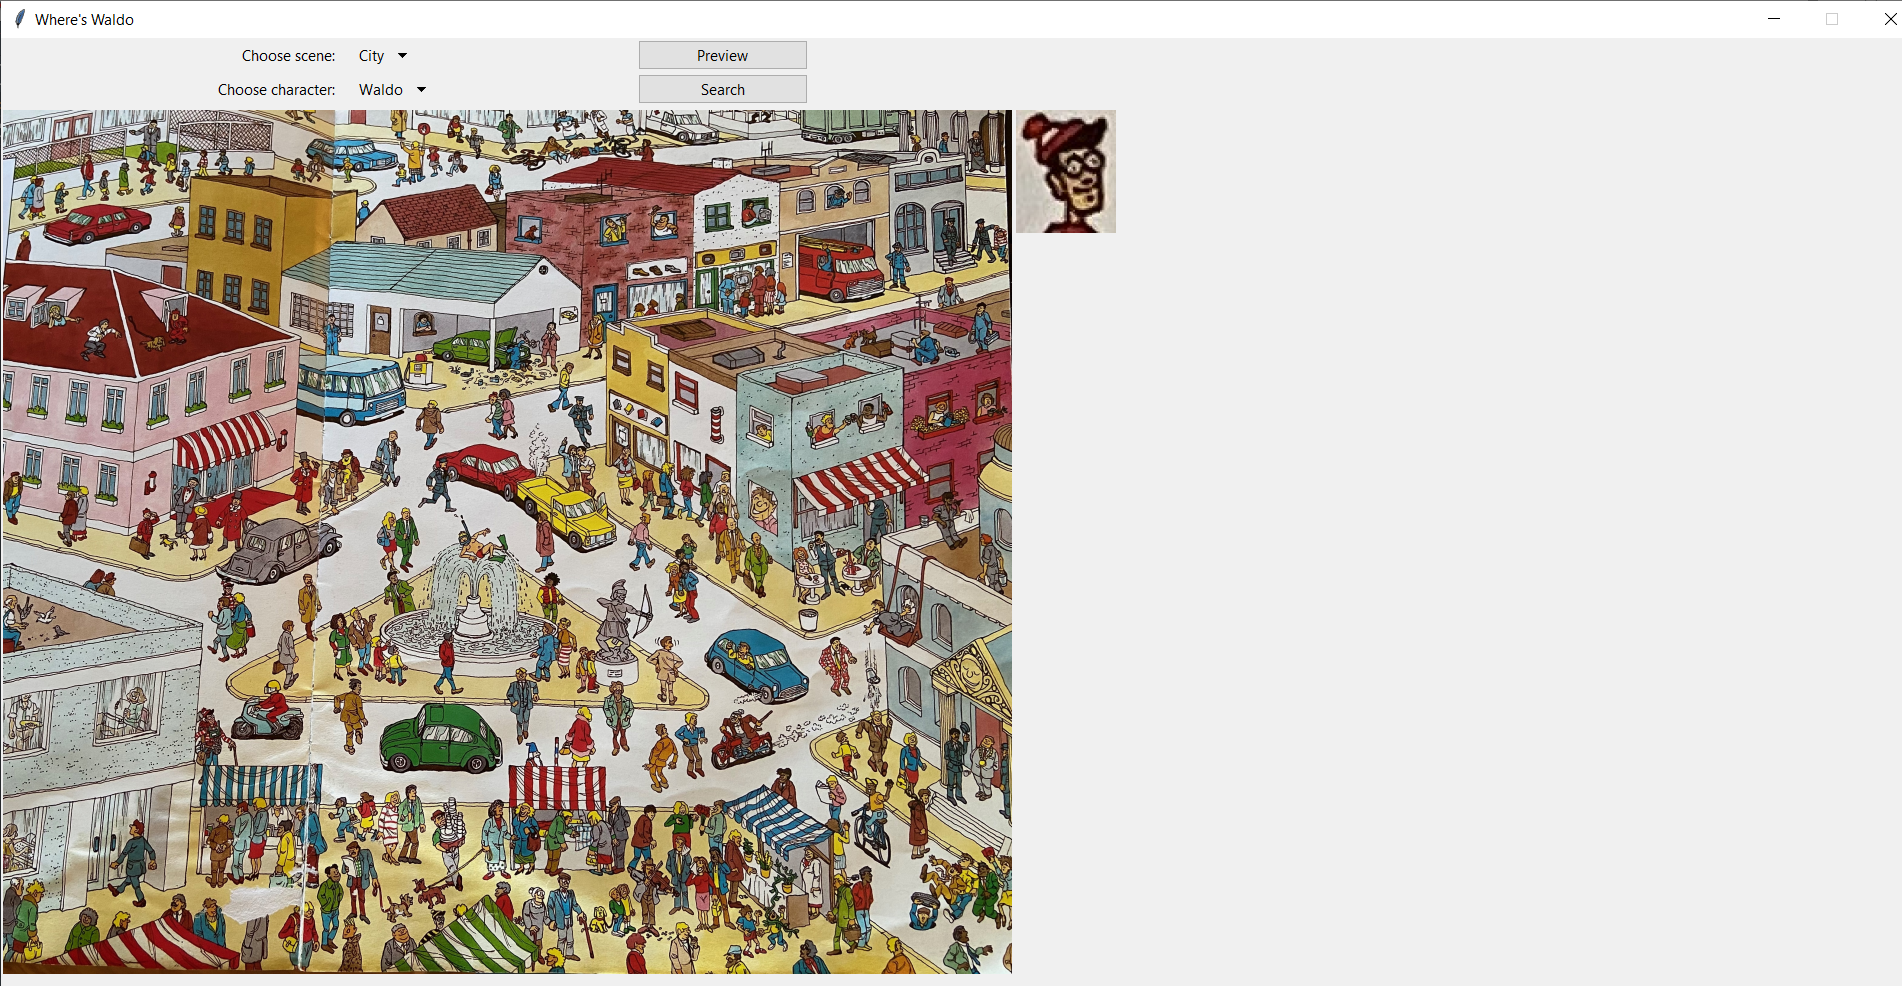 Where's Waldo
Choose scene:
City
Preview
Choose character:
Waldo
Search